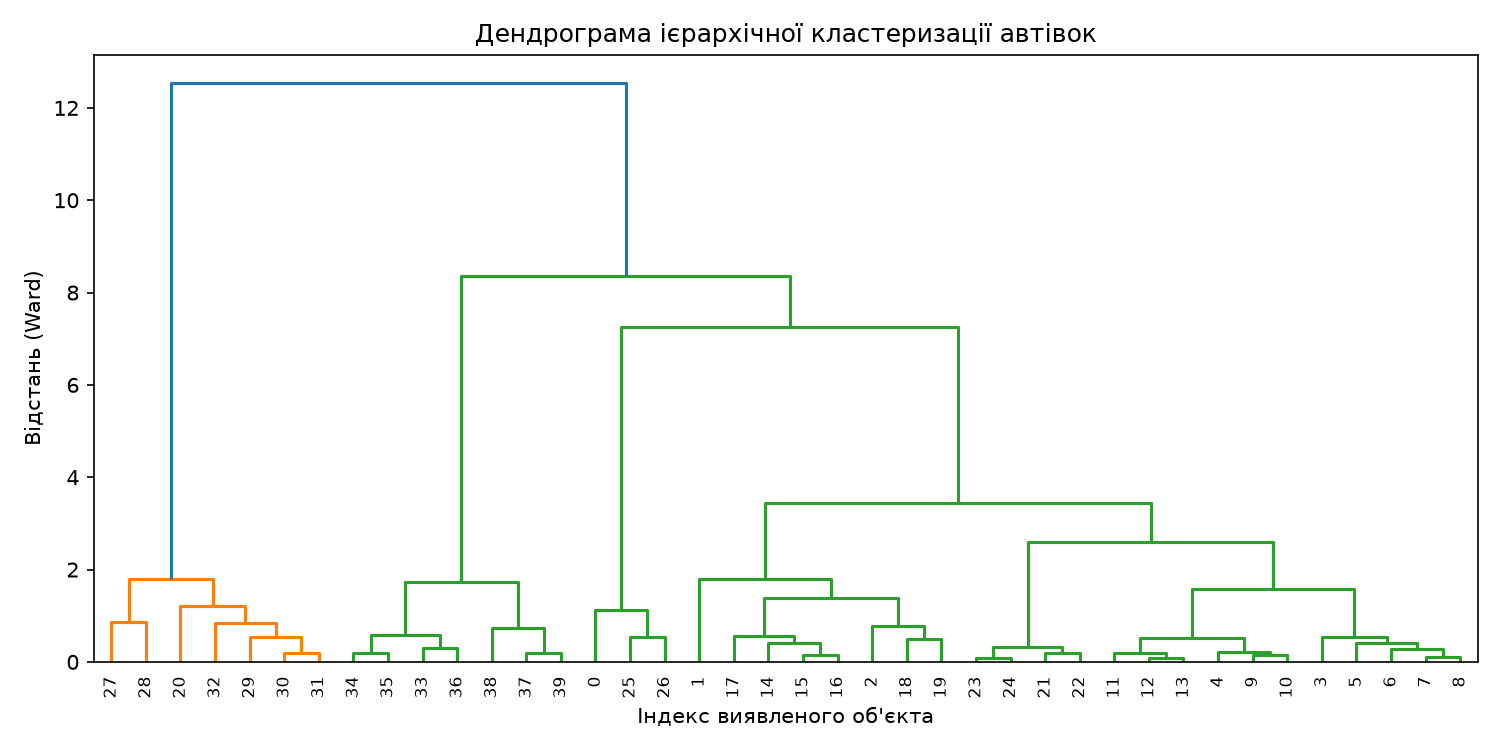 Дендрограма ієрархічної кластеризації автівок
Відстань (Ward)
12
10
8
6
4
2
0
27 28 20 32 29 30 31 34 35 33 36 38 37 39 0 25 26 1 17 14 15 16 2 18 19 23 24 21 22 11 12 13 4 9 10 3 5 6 7 8
Індекс виявленого об'єкта